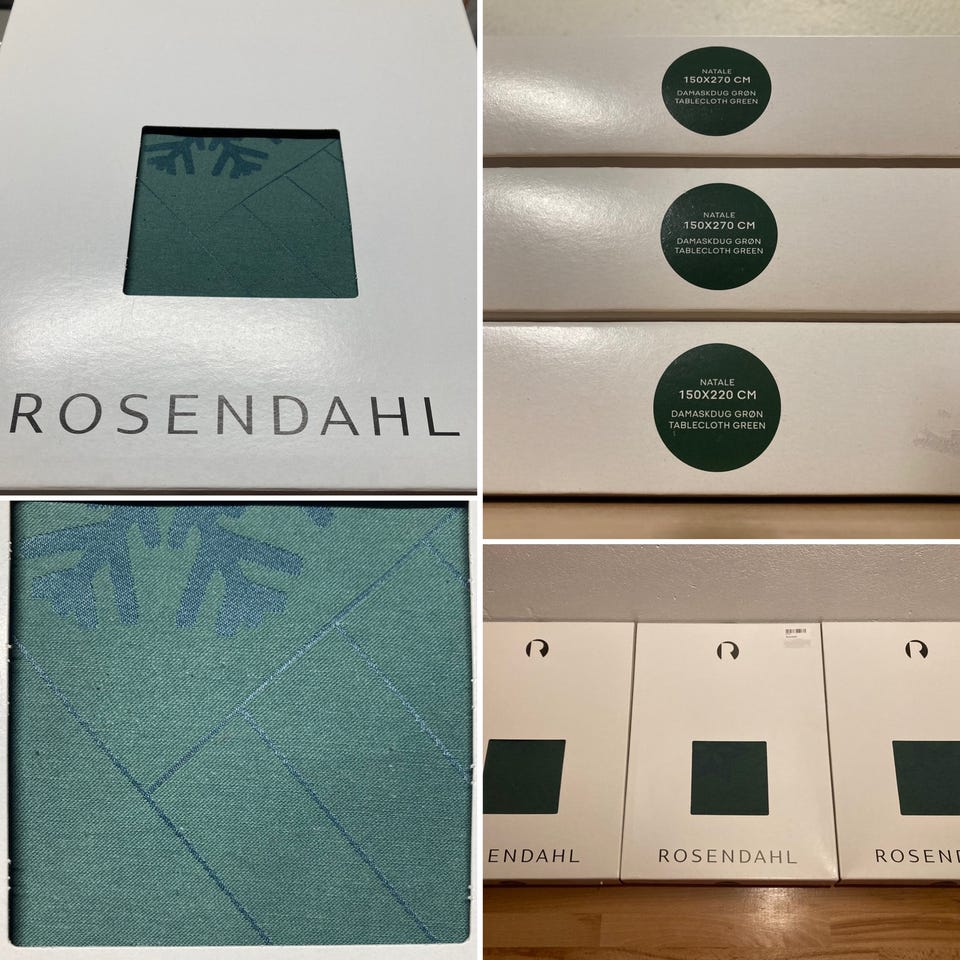 ROSENDAHL
NATALE
150X270 CM
DAMASKDUG GRØN
TABLECLOTH GREEN
NATALE
150X270 CM
DAMASKDUG GRØN
TABLECLOTH GREEN
NATALE
150X220 CM
DAMASKDUG GRØN
TABLECLOTH GREEN
R
R
R
ENDAHL
ROSENDAHL
ROSEND